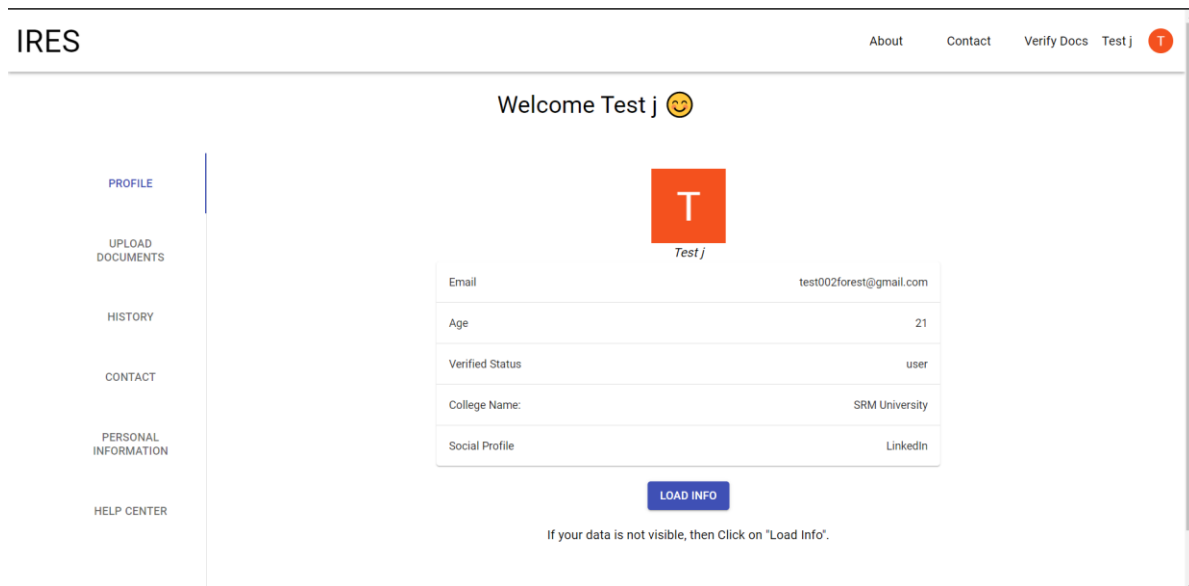 IRES
About Contact Verify Docs Test j T
Welcome Test j 😊
PROFILE
UPLOAD
DOCUMENTS
HISTORY
CONTACT
PERSONAL
INFORMATION
HELP CENTER
T
Test j
Email test002forest@gmail.com
Age 21
Verified Status user
College Name: SRM University
Social Profile LinkedIn
LOAD INFO
If your data is not visible, then Click on "Load Info".